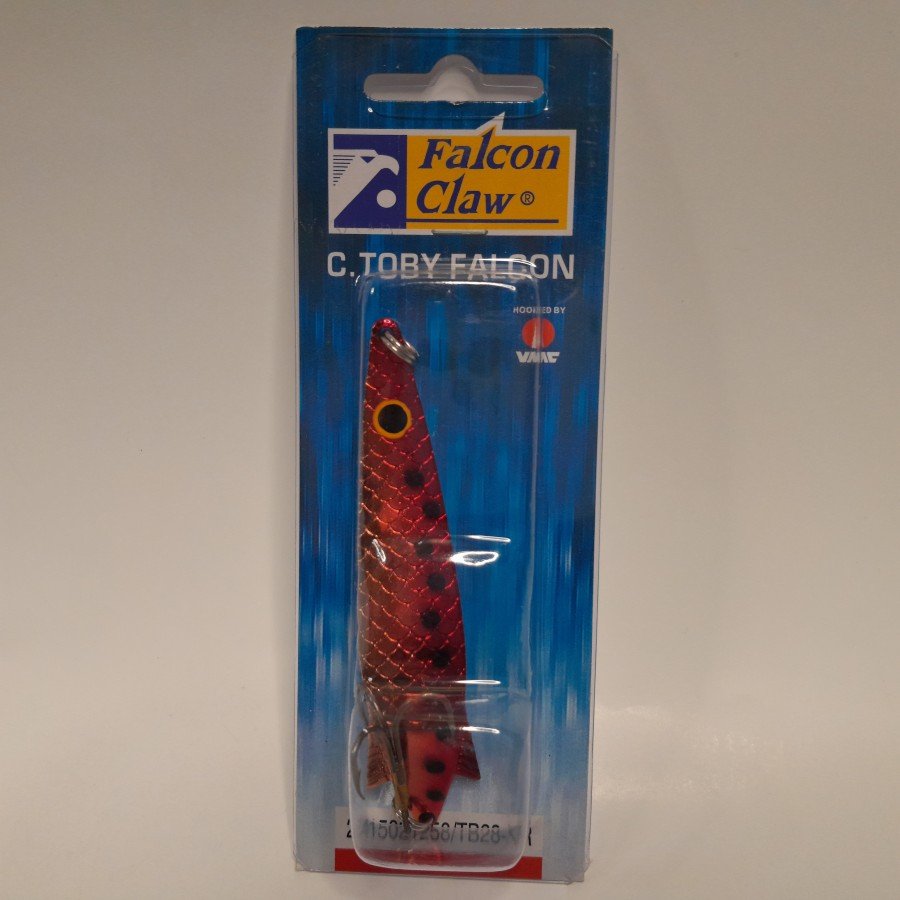 Falcon
Claw®
C. TOBY FALCON
HOOKED BY
VMC